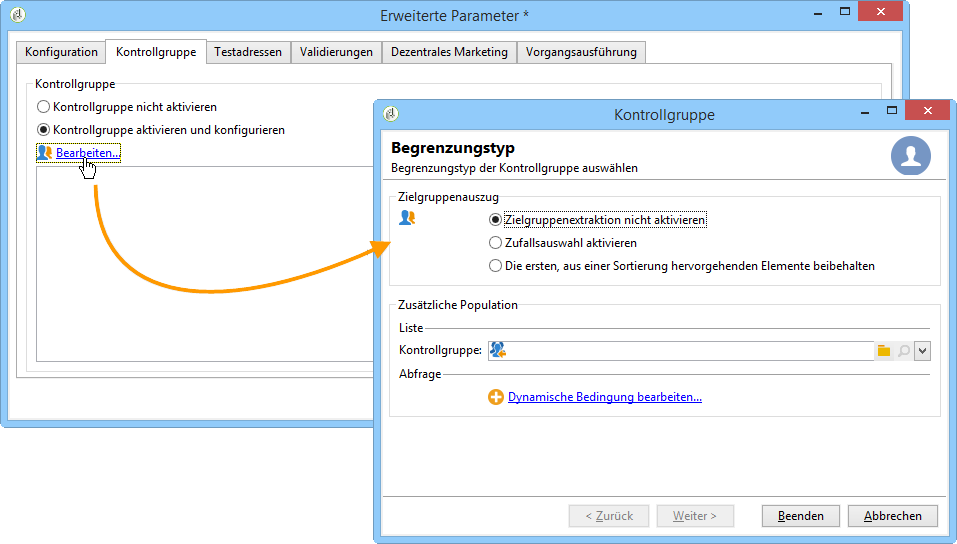 Erweiterte Parameter *
Konfiguration Kontrollgruppe Testadressen Validierungen Dezentrales Marketing Vorgangsausführung
Kontrollgruppe
Kontrollgruppe nicht aktivieren
Kontrollgruppe aktivieren und konfigurieren
Bearbeiten...
Kontrollgruppe
Begrenzungstyp
Begrenzungstyp der Kontrollgruppe auswählen
Zielgruppenauszug
Zielgruppenextraktion nicht aktivieren
Zufallsauswahl aktivieren
Die ersten, aus einer Sortierung hervorgehenden Elemente beibehalten
Zusätzliche Population
Liste
Kontrollgruppe:
Abfrage
Dynamische Bedingung bearbeiten...
< Zurück Weiter > Beenden Abbrechen